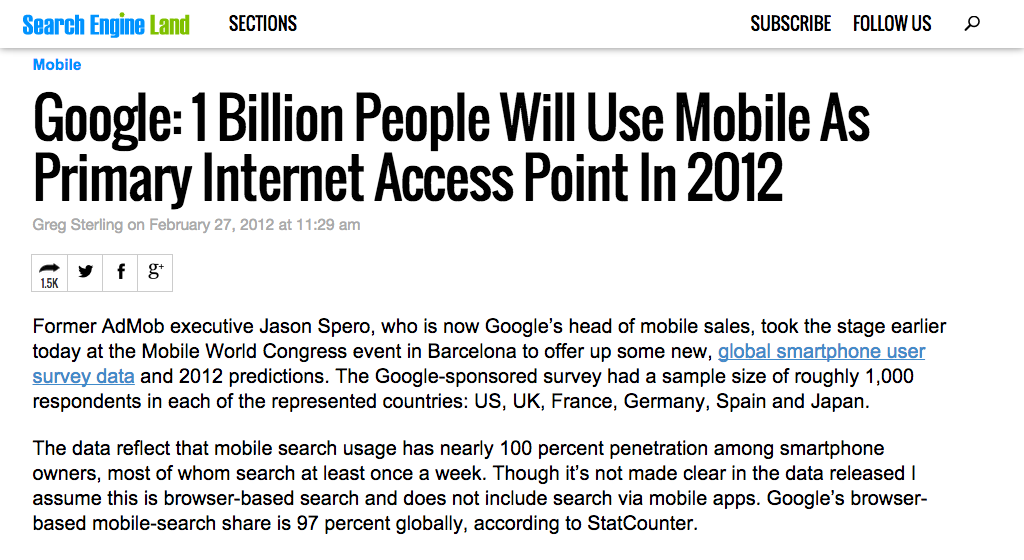 Search Engine Land SECTIONS SUBSCRIBE FOLLOW US
Mobile
Google: 1 Billion People Will Use Mobile As
Primary Internet Access Point In 2012
Greg Sterling on February 27, 2012 at 11:29 am
1.5K f g+
Former AdMob executive Jason Spero, who is now Google’s head of mobile sales, took the stage earlier
today at the Mobile World Congress event in Barcelona to offer up some new, global smartphone user
survey data and 2012 predictions. The Google-sponsored survey had a sample size of roughly 1,000
respondents in each of the represented countries: US, UK, France, Germany, Spain and Japan.
The data reflect that mobile search usage has nearly 100 percent penetration among smartphone
owners, most of whom search at least once a week. Though it’s not made clear in the data released I
assume this is browser-based search and does not include search via mobile apps. Google’s browser-
based mobile-search share is 97 percent globally, according to StatCounter.